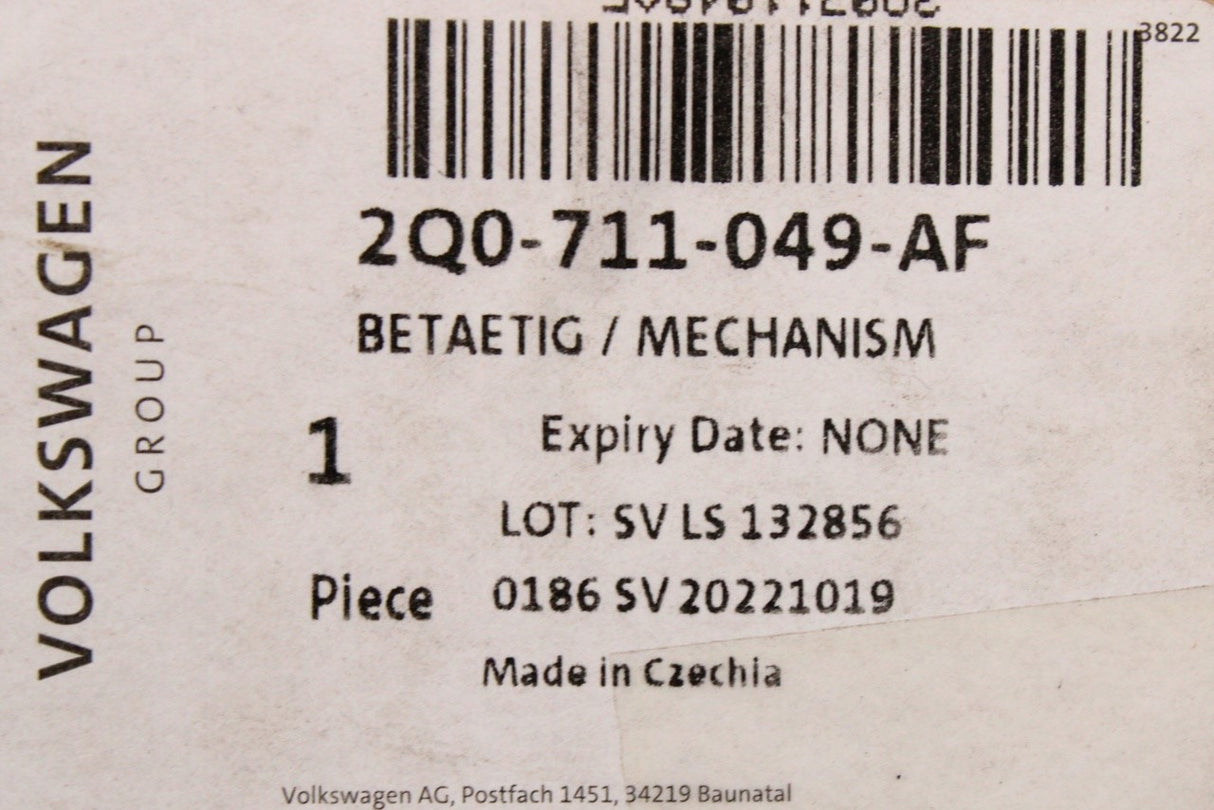 3822
2Q0-711-049-AF
BETAETIG / MECHANISM
1
Expiry Date: NONE
LOT: SV LS 132856
Piece
0186 SV 20221019
Made in Czechia
VOLKSWAGEN
GROUP
Volkswagen AG, Postfach 1451, 34219 Baunatal